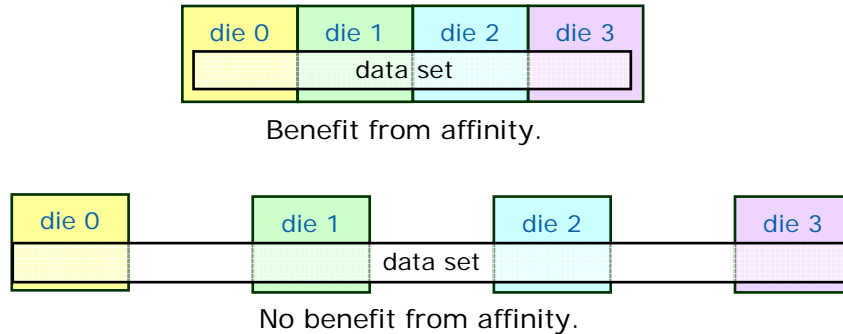 die 0 die 1 die 2 die 3
data set
Benefit from affinity.
die 0 die 1 die 2 die 3
data set
No benefit from affinity.